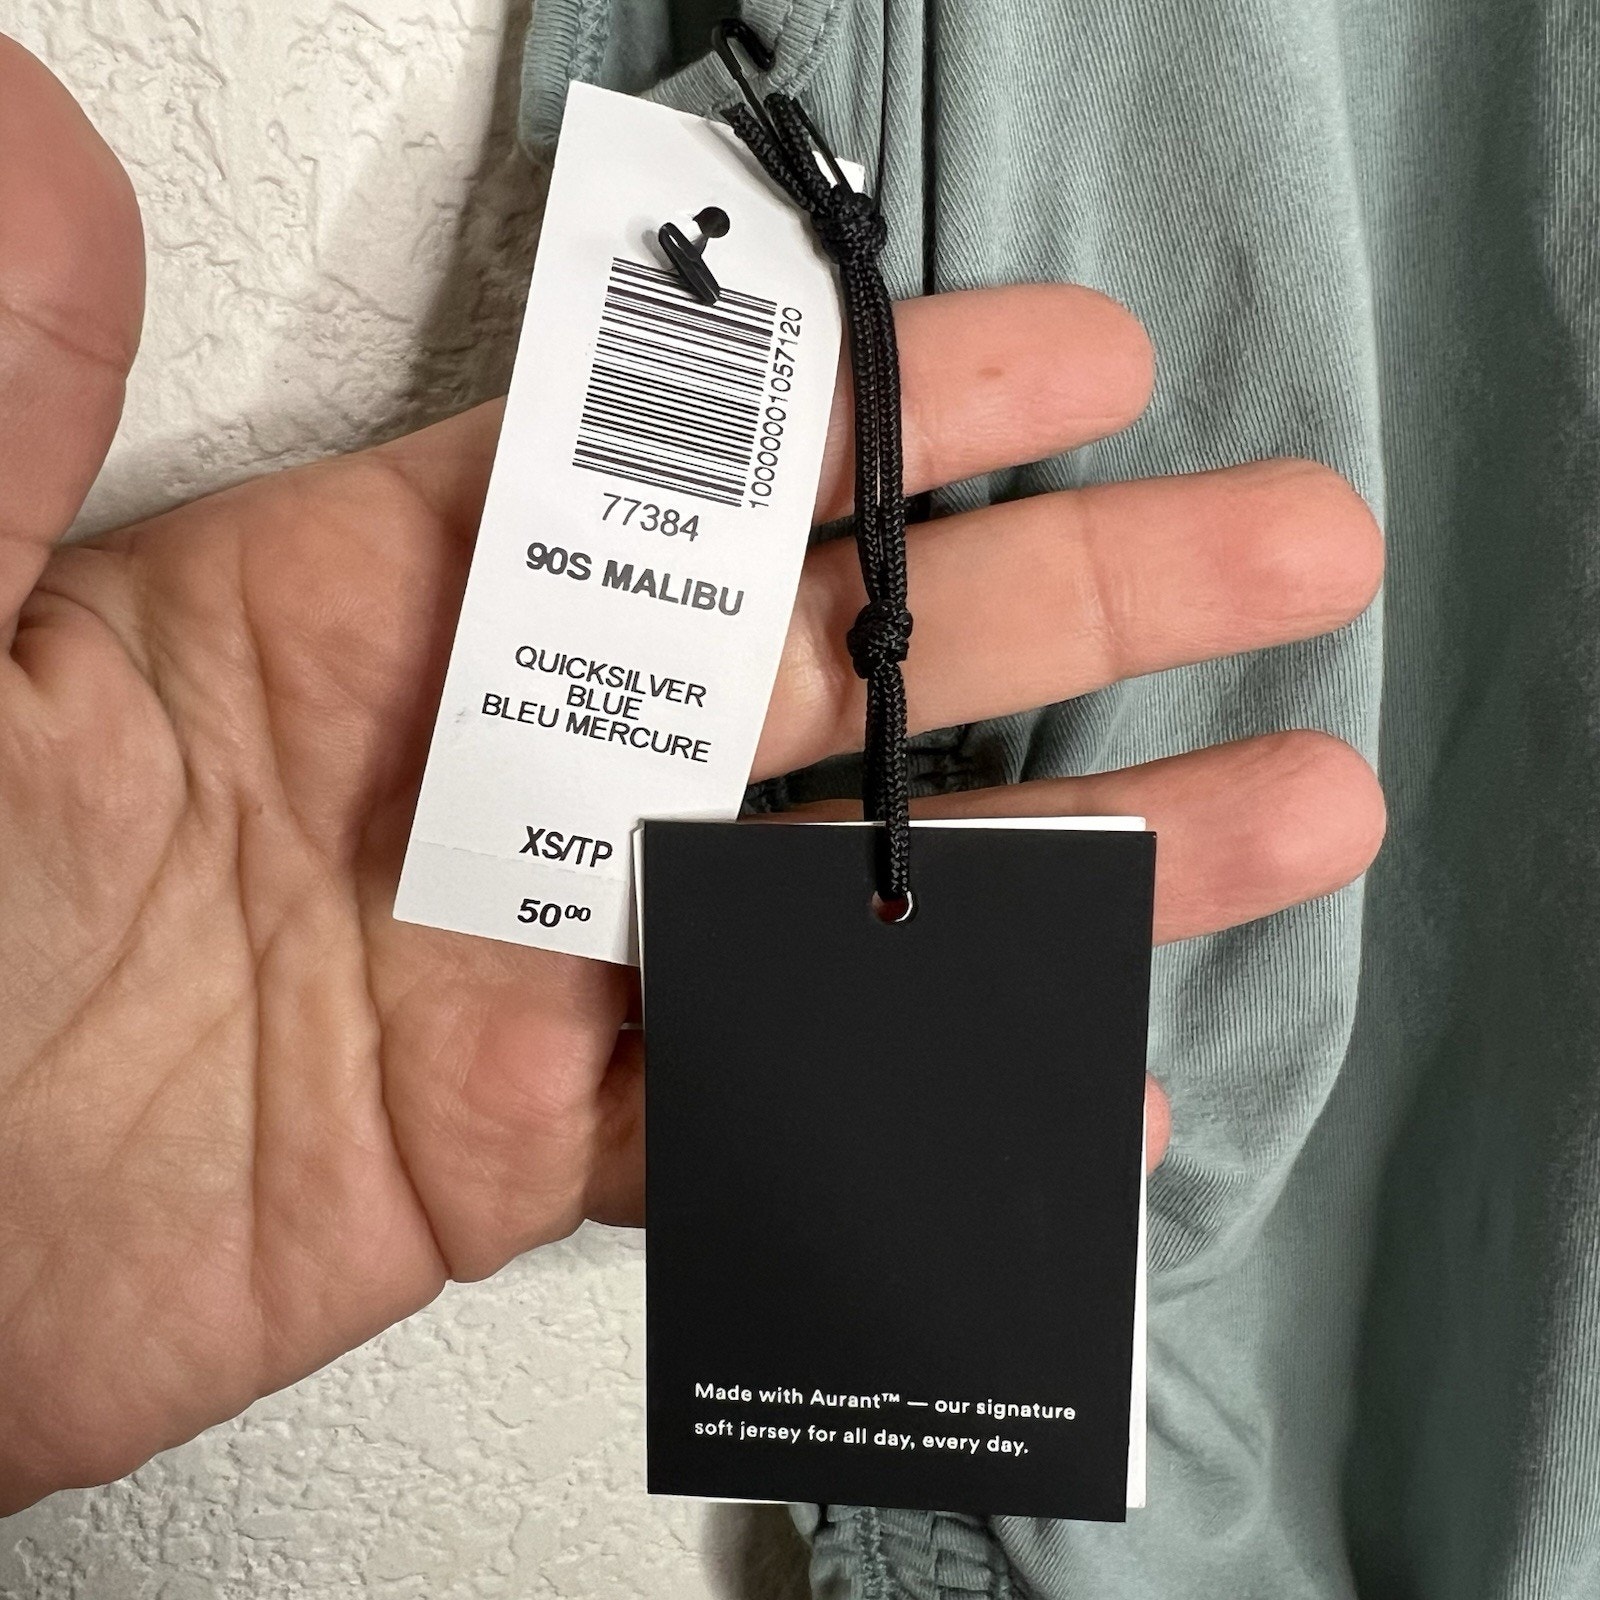 10000001057120
77384
90S MALIBU
QUICKSILVER
BLUE
BLEU MERCURE
XS/TP
50⁰⁰
Made with Aurant™ — our signature
soft jersey for all day, every day.